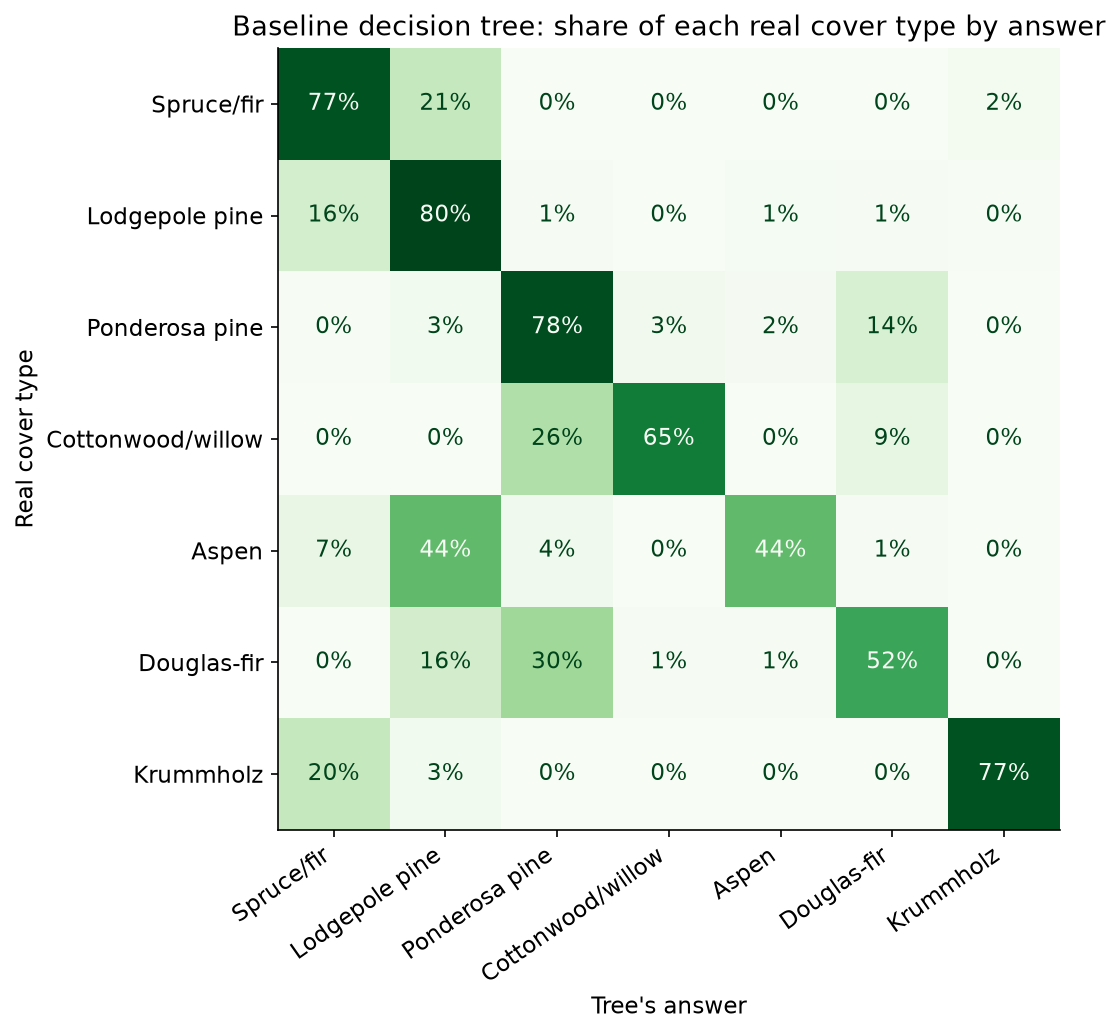 Baseline decision tree: share of each real cover type by answer
Real cover type
Spruce/fir 77% 21% 0% 0% 0% 0% 2%
Lodgepole pine 16% 80% 1% 0% 1% 1% 0%
Ponderosa pine 0% 3% 78% 3% 2% 14% 0%
Cottonwood/willow 0% 0% 26% 65% 0% 9% 0%
Aspen 7% 44% 4% 0% 44% 1% 0%
Douglas-fir 0% 16% 30% 1% 1% 52% 0%
Krummholz 20% 3% 0% 0% 0% 0% 77%
Spruce/fir Lodgepole pine Ponderosa pine Cottonwood/willow Aspen Douglas-fir Krummholz
Tree's answer